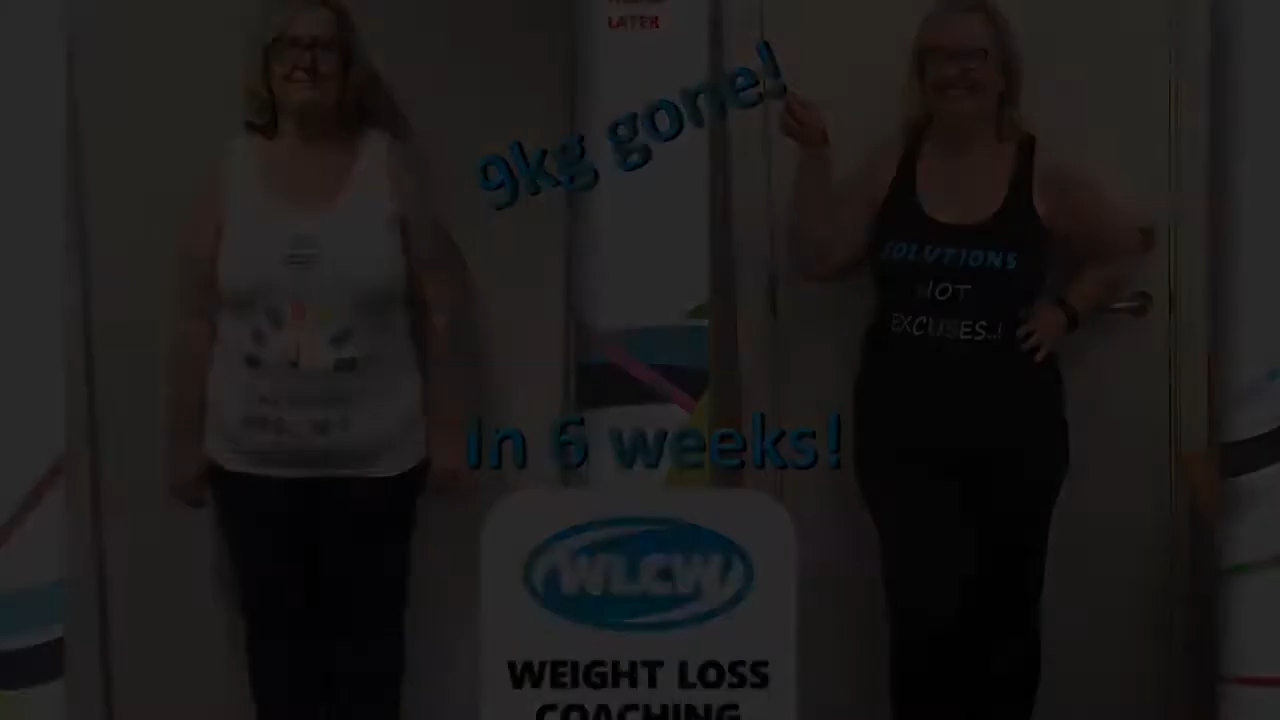 LATER
9kg gone!
SOLUTIONS
NOT
EXCUSES..!
in 6 weeks!
WLCW
WEIGHT LOSS
COACHING